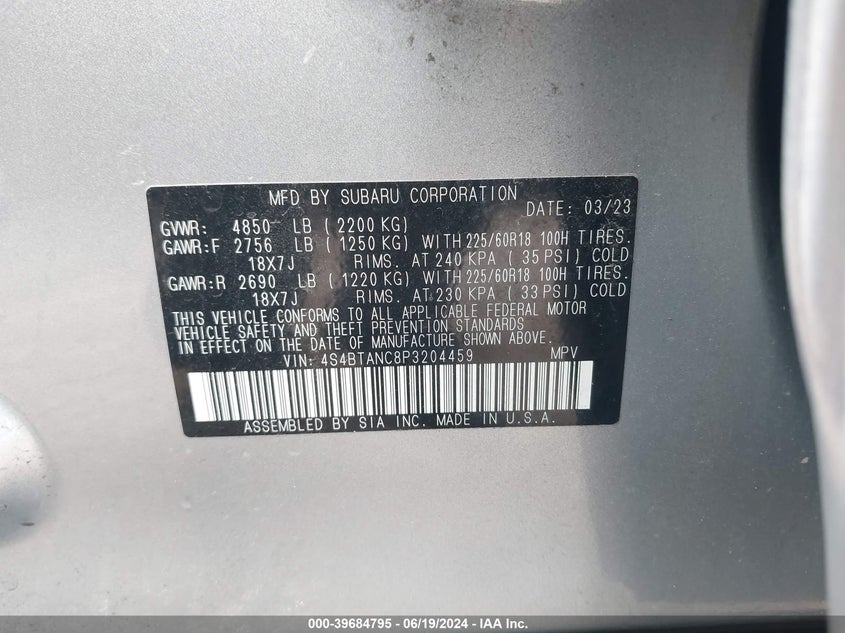 MFD BY SUBARU CORPORATION
DATE: 03/23
GVWR: 4850 LB ( 2200 KG)
GAWR:F 2756 LB ( 1250 KG) WITH 225/60R18 100H TIRES.
18X7J RIMS. AT 240 KPA ( 35 PSI) COLD
GAWR:R 2690 LB ( 1220 KG) WITH 225/60R18 100H TIRES.
18X7J RIMS. AT 230 KPA ( 33 PSI) COLD
THIS VEHICLE CONFORMS TO ALL APPLICABLE FEDERAL MOTOR
VEHICLE SAFETY AND THEFT PREVENTION STANDARDS
IN EFFECT ON THE DATE OF MANUFACTURE SHOWN ABOVE.
VIN: 4S4BTANC8P3204459 MPV
ASSEMBLED BY SIA INC. MADE IN U.S.A.
000-39684795 - 06/19/2024 - IAA Inc.